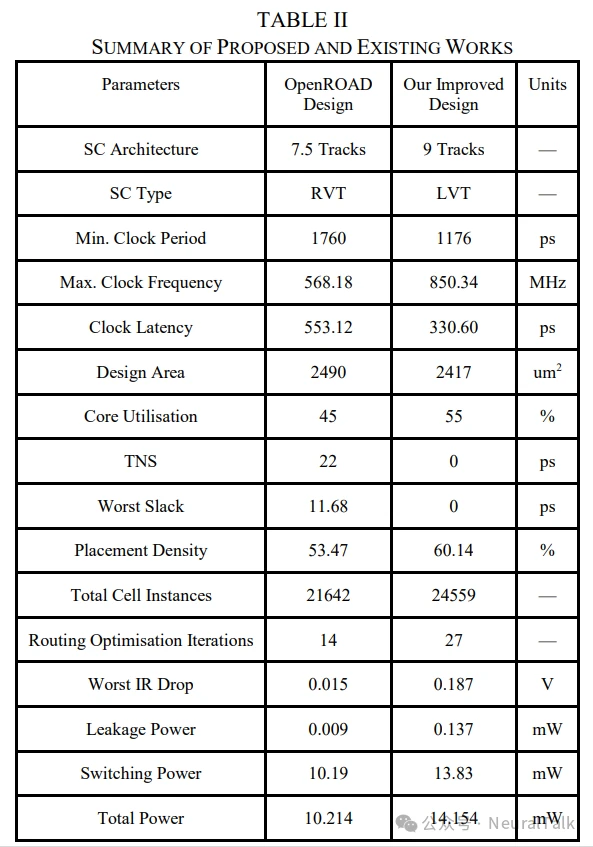 TABLE II
SUMMARY OF PROPOSED AND EXISTING WORKS
Parameters OpenROAD Design Our Improved Design Units
SC Architecture 7.5 Tracks 9 Tracks —
SC Type RVT LVT —
Min. Clock Period 1760 1176 ps
Max. Clock Frequency 568.18 850.34 MHz
Clock Latency 553.12 330.60 ps
Design Area 2490 2417 um²
Core Utilisation 45 55 %
TNS 22 0 ps
Worst Slack 11.68 0 ps
Placement Density 53.47 60.14 %
Total Cell Instances 21642 24559 —
Routing Optimisation Iterations 14 27 —
Worst IR Drop 0.015 0.187 V
Leakage Power 0.009 0.137 mW
Switching Power 10.19 13.83 mW
Total Power 10.214 14.154 mW
公众号 · NeuralTalk